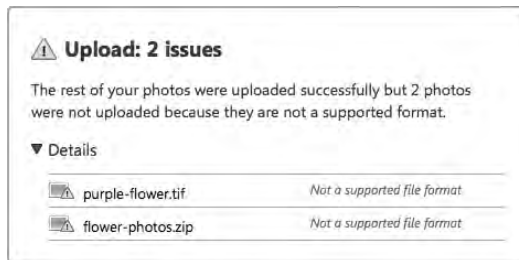 Upload: 2 issues
The rest of your photos were uploaded successfully but 2 photos
were not uploaded because they are not a supported format.
Details
purple-flower.tif Not a supported file format
flower-photos.zip Not a supported file format